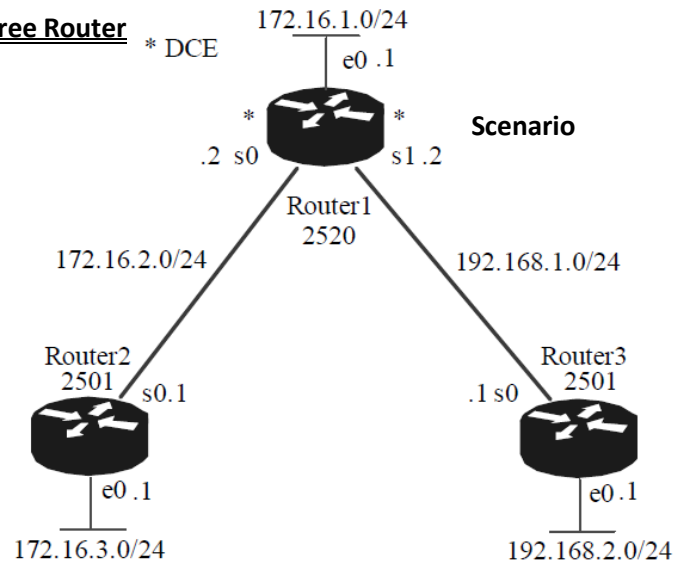 ree Router
* DCE
172.16.1.0/24
e0 .1
* *
Scenario
.2 s0 s1 .2
Router1
2520
172.16.2.0/24 192.168.1.0/24
Router2 Router3
2501 2501
s0.1 .1 s0
e0 .1 e0 .1
172.16.3.0/24 192.168.2.0/24